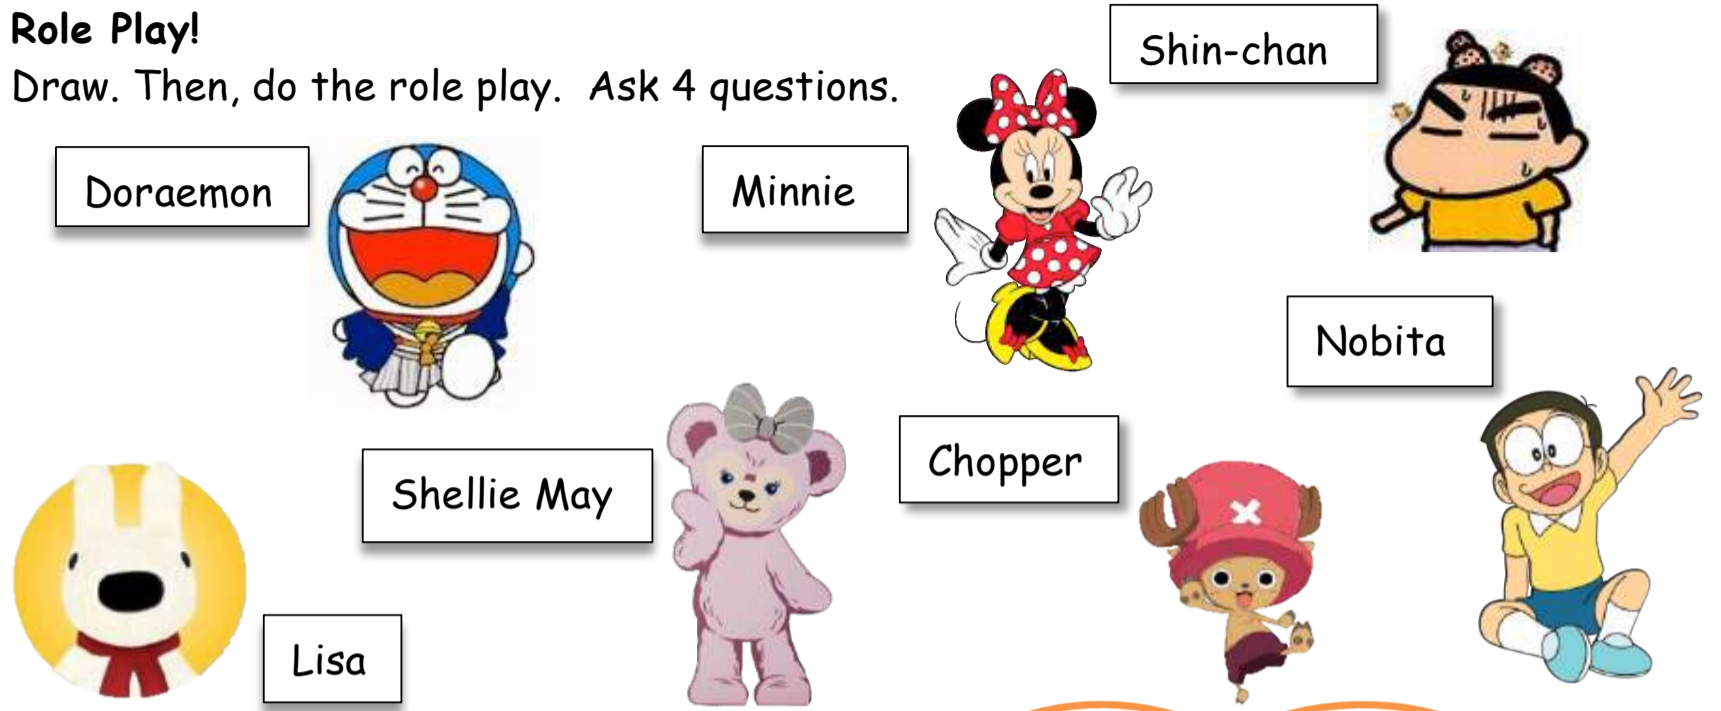 Role Play!
Draw. Then, do the role play.  Ask 4 questions.
Shin-chan
Doraemon
Minnie
Nobita
Chopper
Shellie May
Lisa